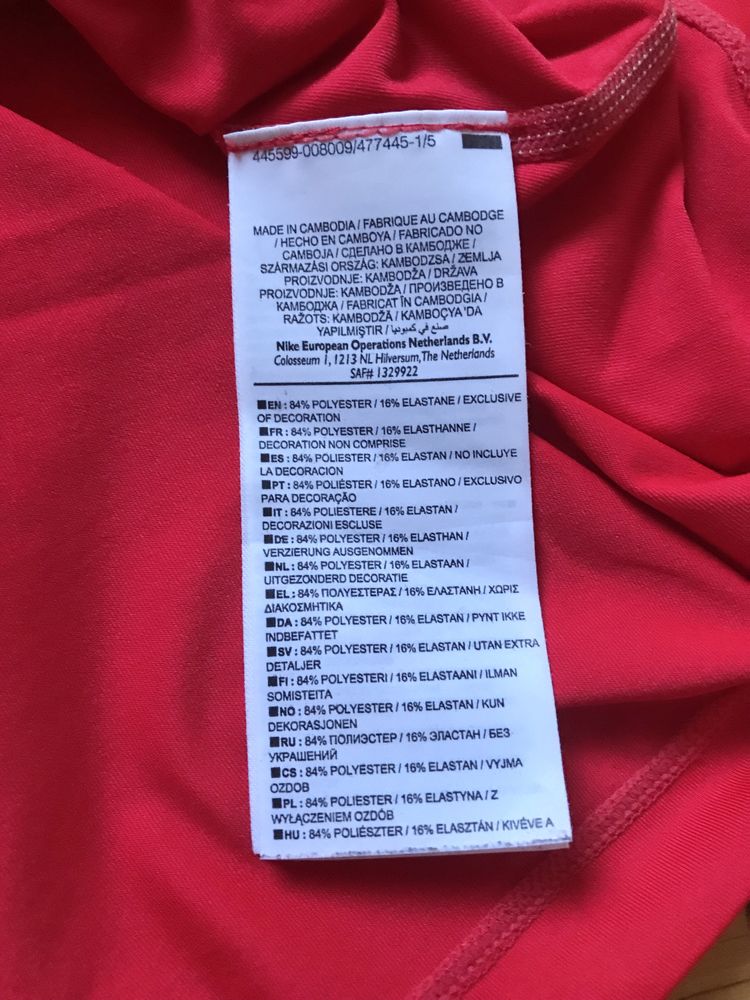 445599-008009/477445-1/5
MADE IN CAMBODIA / FABRIQUE AU CAMBODGE
/ HECHO EN CAMBOYA / FABRICADO NO
CAMBOJA / СДЕЛАНО В КАМБОДЖЕ /
SZÁRMAZÁSI ORSZÁG: KAMBODZSA / ZEMLJA
PROIZVODNJE: KAMBODŽA / DRŽAVA
PROIZVODNJE: KAMBODŽA / ПРОИЗВЕДЕНО В
КАМБОДЖА / FABRICAT ÎN CAMBODGIA /
RAŽOTS: KAMBODŽĀ / KAMBOÇYA'DA
YAPILMIŞTIR / صنع في كمبوديا
Nike European Operations Netherlands B.V.
Colosseum 1, 1213 NL Hilversum, The Netherlands
SAF# 1329922
EN : 84% POLYESTER / 16% ELASTANE / EXCLUSIVE
OF DECORATION
FR : 84% POLYESTER / 16% ELASTHANNE /
DECORATION NON COMPRISE
ES : 84% POLIESTER / 16% ELASTAN / NO INCLUYE
LA DECORACION
PT : 84% POLIÉSTER / 16% ELASTANO / EXCLUSIVO
PARA DECORAÇÃO
IT : 84% POLIESTERE / 16% ELASTAN /
DECORAZIONI ESCLUSE
DE : 84% POLYESTER / 16% ELASTHAN /
VERZIERUNG AUSGENOMMEN
NL : 84% POLYESTER / 16% ELASTAAN /
UITGEZONDERD DECORATIE
EL : 84% ΠΟΛΥΕΣΤΕΡΑΣ / 16% ΕΛΑΣΤΑΝΗ / ΧΩΡΙΣ
ΔΙΑΚΟΣΜΗΤΙΚΑ
DA : 84% POLYESTER / 16% ELASTAN / PYNT IKKE
INDBEFATTET
SV : 84% POLYESTER / 16% ELASTAN / UTAN EXTRA
DETALJER
FI : 84% POLYESTERI / 16% ELASTAANI / ILMAN
SOMISTEITA
NO : 84% POLYESTER / 16% ELASTAN / KUN
DEKORASJONEN
RU : 84% ПОЛИЭСТЕР / 16% ЭЛАСТАН / БЕЗ
УКРАШЕНИЙ
CS : 84% POLYESTER / 16% ELASTAN / VYJMA
OZDOB
PL : 84% POLIESTER / 16% ELASTYNA / Z
WYŁĄCZENIEM OZDÓB
HU : 84% POLIÉSZTER / 16% ELASZTÁN / KIVÉVE A